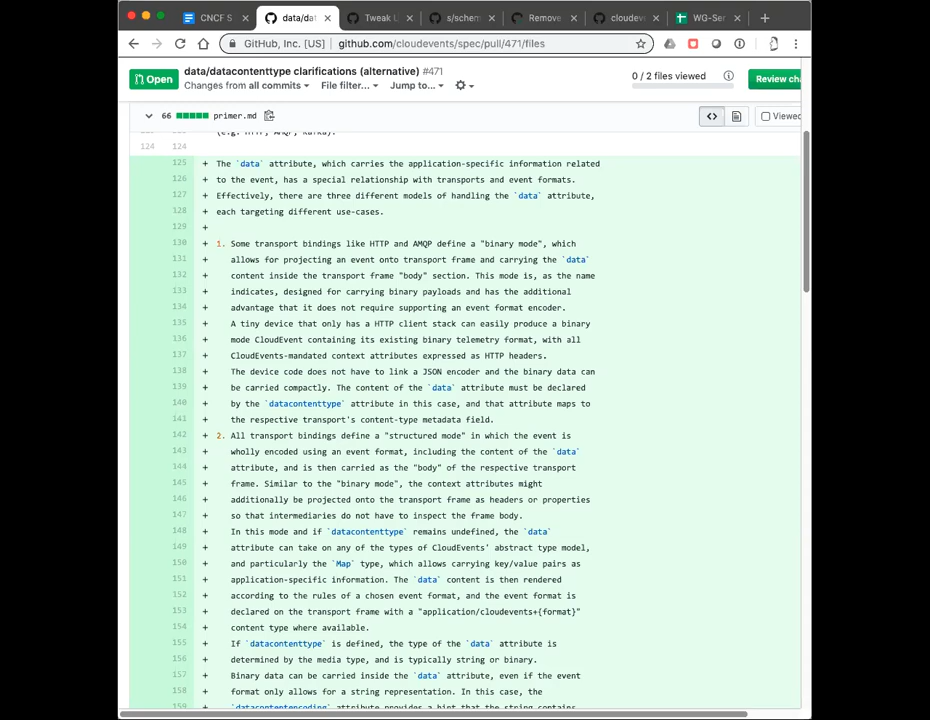 CNCF S
data/dat
Tweak L
s/schem
Remove
cloudev
WG-Ser
GitHub, Inc. [US]
github.com/cloudevents/spec/pull/471/files
Open
data/datacontenttype clarifications (alternative) #471
Changes from all commits
File filter...
Jump to...
0 / 2 files viewed
Review cha
66
primer.md
Viewed
124 124
125 + The `data` attribute, which carries the application-specific information related
126 + to the event, has a special relationship with transports and event formats.
127 + Effectively, there are three different models of handling the `data` attribute,
128 + each targeting different use-cases.
129 +
130 + 1. Some transport bindings like HTTP and AMQP define a "binary mode", which
131 + allows for projecting an event onto transport frame and carrying the `data`
132 + content inside the transport frame "body" section. This mode is, as the name
133 + indicates, designed for carrying binary payloads and has the additional
134 + advantage that it does not require supporting an event format encoder.
135 + A tiny device that only has a HTTP client stack can easily produce a binary
136 + mode CloudEvent containing its existing binary telemetry format, with all
137 + CloudEvents-mandated context attributes expressed as HTTP headers.
138 + The device code does not have to link a JSON encoder and the binary data can
139 + be carried compactly. The content of the `data` attribute must be declared
140 + by the `datacontenttype` attribute in this case, and that attribute maps to
141 + the respective transport's content-type metadata field.
142 + 2. All transport bindings define a "structured mode" in which the event is
143 + wholly encoded using an event format, including the content of the `data`
144 + attribute, and is then carried as the "body" of the respective transport
145 + frame. Similar to the "binary mode", the context attributes might
146 + additionally be projected onto the transport frame as headers or properties
147 + so that intermediaries do not have to inspect the frame body.
148 + In this mode and if `datacontenttype` remains undefined, the `data`
149 + attribute can take on any of the types of CloudEvents' abstract type model,
150 + and particularly the `Map` type, which allows carrying key/value pairs as
151 + application-specific information. The `data` content is then rendered
152 + according to the rules of a chosen event format, and the event format is
153 + declared on the transport frame with a "application/cloudevents+{format}"
154 + content type where available.
155 + If `datacontenttype` is defined, the type of the `data` attribute is
156 + determined by the media type, and is typically string or binary.
157 + Binary data can be carried inside the `data` attribute, even if the event
158 + format only allows for a string representation. In this case, the
159 + `datacontentencoding` attribute provides a hint that the string contains